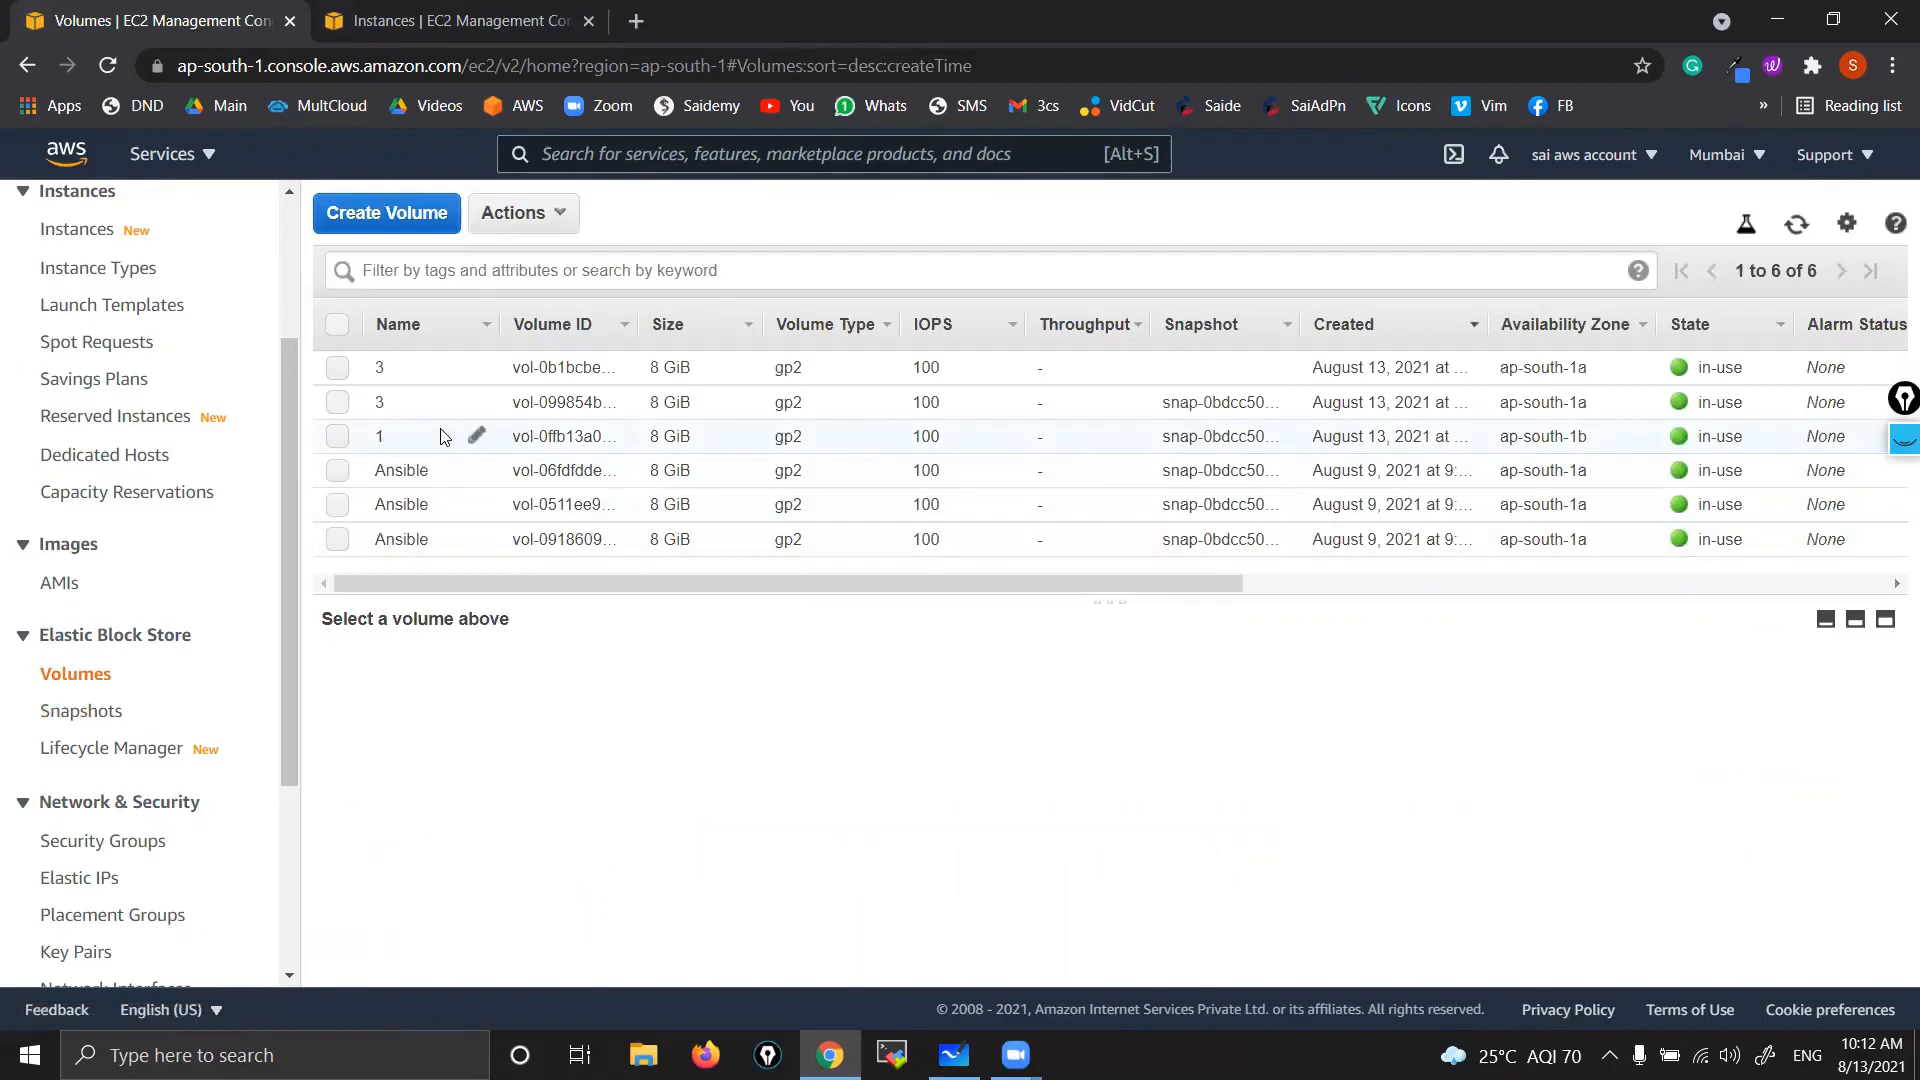 Volumes | EC2 Management Con
Instances | EC2 Management Con
ap-south-1.console.aws.amazon.com/ec2/v2/home?region=ap-south-1#Volumes:sort=desc:createTime
Apps DND Main MultCloud Videos AWS Zoom Saidemy You Whats SMS 3cs VidCut Saide SaiAdPn Icons Vim FB » Reading list
aws Services Search for services, features, marketplace products, and docs [Alt+S] sai aws account Mumbai Support
Instances
Instances New
Instance Types
Launch Templates
Spot Requests
Savings Plans
Reserved Instances New
Dedicated Hosts
Capacity Reservations
Images
AMIs
Elastic Block Store
Volumes
Snapshots
Lifecycle Manager New
Network & Security
Security Groups
Elastic IPs
Placement Groups
Key Pairs
Create Volume Actions
Filter by tags and attributes or search by keyword 1 to 6 of 6
Name Volume ID Size Volume Type IOPS Throughput Snapshot Created Availability Zone State Alarm Status
3 vol-0b1bcbe... 8 GiB gp2 100 - August 13, 2021 at ... ap-south-1a in-use None
3 vol-099854b... 8 GiB gp2 100 - snap-0bdcc50... August 13, 2021 at ... ap-south-1a in-use None
1 vol-0ffb13a0... 8 GiB gp2 100 - snap-0bdcc50... August 13, 2021 at ... ap-south-1b in-use None
Ansible vol-06fdfdde... 8 GiB gp2 100 - snap-0bdcc50... August 9, 2021 at 9:... ap-south-1a in-use None
Ansible vol-0511ee9... 8 GiB gp2 100 - snap-0bdcc50... August 9, 2021 at 9:... ap-south-1a in-use None
Ansible vol-0918609... 8 GiB gp2 100 - snap-0bdcc50... August 9, 2021 at 9:... ap-south-1a in-use None
Select a volume above
Feedback English (US) © 2008 - 2021, Amazon Internet Services Private Ltd. or its affiliates. All rights reserved. Privacy Policy Terms of Use Cookie preferences
Type here to search 25°C AQI 70 ENG 10:12 AM
8/13/2021